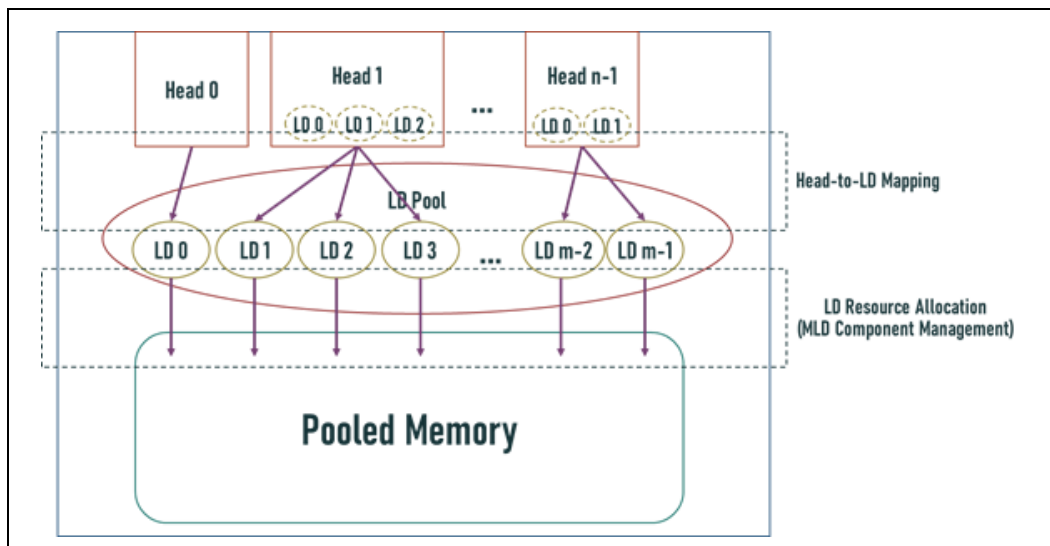 Head 0
Head 1
Head n-1
LD 0
LD 1
LD 2
...
LD 0
LD 1
Head-to-LD Mapping
LD Pool
LD 0
LD 1
LD 2
LD 3
...
LD m-2
LD m-1
LD Resource Allocation
(MLD Component Management)
Pooled Memory